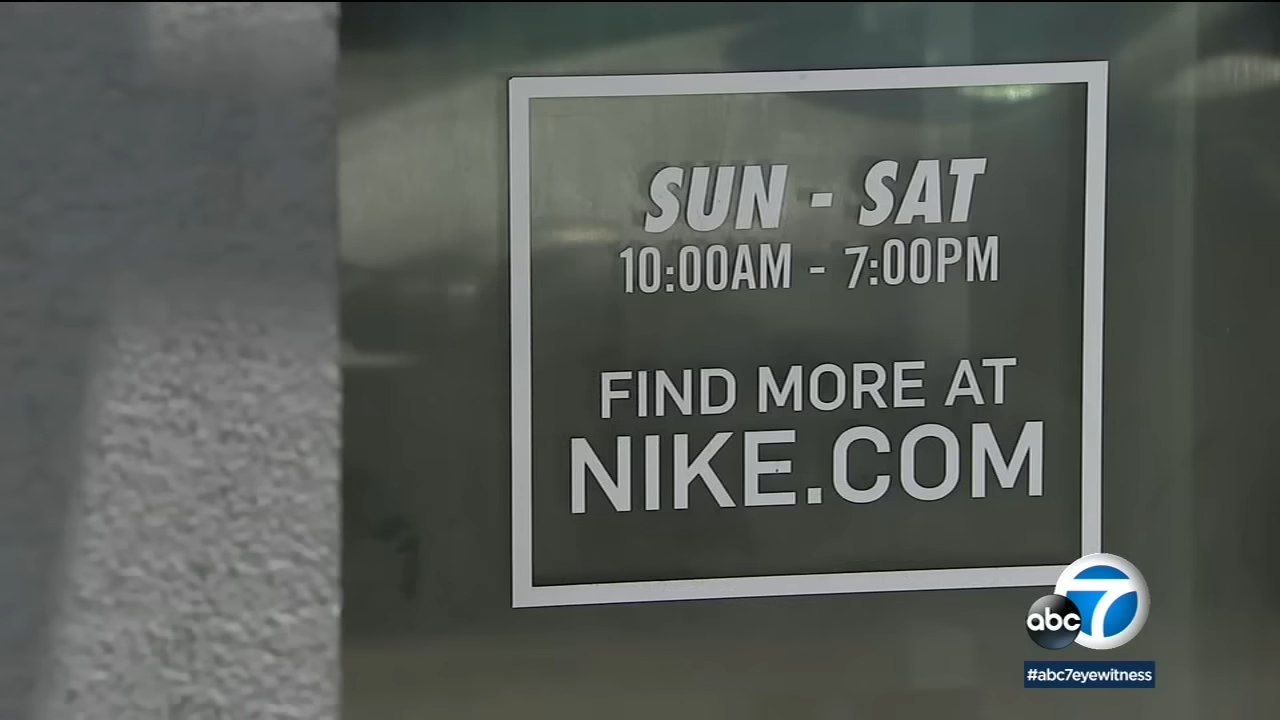 SUN - SAT
10:00AM - 7:00PM
FIND MORE AT
NIKE.COM
abc 7
#abc7eyewitness